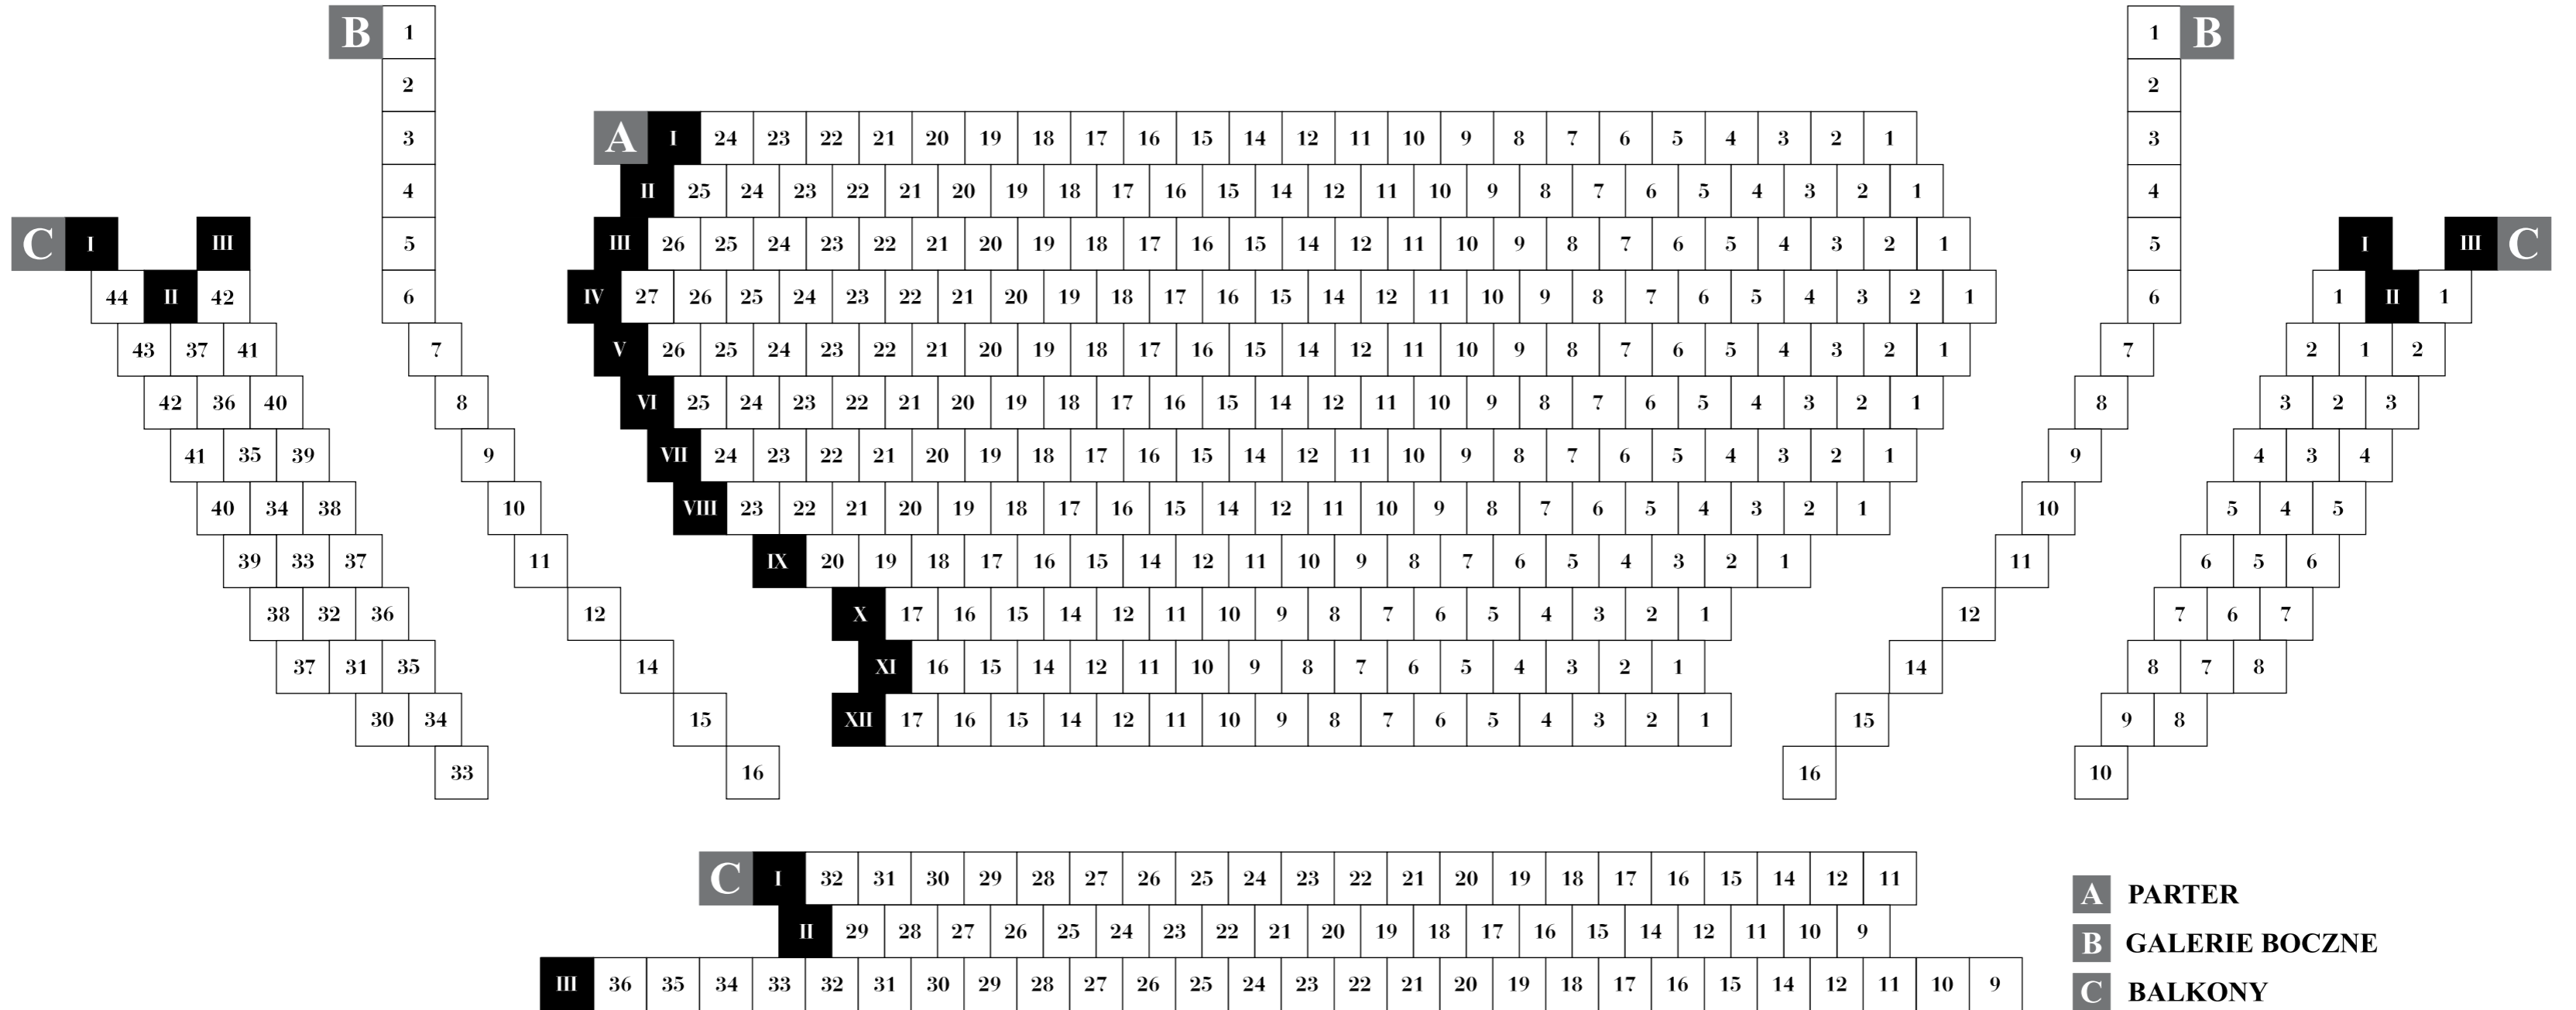 B 1 1 B
2 2
A I 24 23 22 21 20 19 18 17 16 15 14 12 11 10 9 8 7 6 5 4 3 2 1
3 3
4 II 25 24 23 22 21 20 19 18 17 16 15 14 12 11 10 9 8 7 6 5 4 3 2 1 4
C I III 5 III 26 25 24 23 22 21 20 19 18 17 16 15 14 12 11 10 9 8 7 6 5 4 3 2 1 5 I III C
44 II 42 6 IV 27 26 25 24 23 22 21 20 19 18 17 16 15 14 12 11 10 9 8 7 6 5 4 3 2 1 6 1 II 1
43 37 41 7 V 26 25 24 23 22 21 20 19 18 17 16 15 14 12 11 10 9 8 7 6 5 4 3 2 1 7 2 1 2
42 36 40 8 VI 25 24 23 22 21 20 19 18 17 16 15 14 12 11 10 9 8 7 6 5 4 3 2 1 8 3 2 3
41 35 39 9 VII 24 23 22 21 20 19 18 17 16 15 14 12 11 10 9 8 7 6 5 4 3 2 1 9 4 3 4
40 34 38 10 VIII 23 22 21 20 19 18 17 16 15 14 12 11 10 9 8 7 6 5 4 3 2 1 10 5 4 5
39 33 37 11 IX 20 19 18 17 16 15 14 12 11 10 9 8 7 6 5 4 3 2 1 11 6 5 6
38 32 36 12 X 17 16 15 14 12 11 10 9 8 7 6 5 4 3 2 1 12 7 6 7
37 31 35 14 XI 16 15 14 12 11 10 9 8 7 6 5 4 3 2 1 14 8 7 8
30 34 15 XII 17 16 15 14 12 11 10 9 8 7 6 5 4 3 2 1 15 9 8
33 16 16 10
C I 32 31 30 29 28 27 26 25 24 23 22 21 20 19 18 17 16 15 14 12 11
II 29 28 27 26 25 24 23 22 21 20 19 18 17 16 15 14 12 11 10 9
III 36 35 34 33 32 31 30 29 28 27 26 25 24 23 22 21 20 19 18 17 16 15 14 12 11 10 9
A PARTER
B GALERIE BOCZNE
C BALKONY